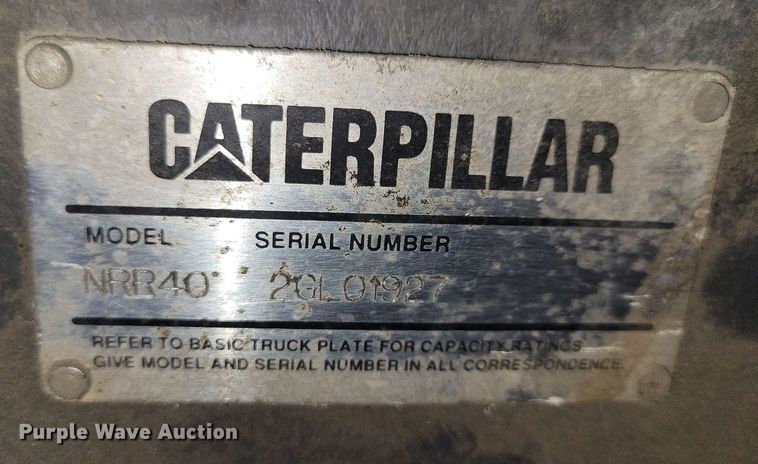 CATERPILLAR
MODEL SERIAL NUMBER
NRR40 2GL01927
REFER TO BASIC TRUCK PLATE FOR CAPACITY RATINGS
GIVE MODEL AND SERIAL NUMBER IN ALL CORRESPONDENCE.
Purple Wave Auction